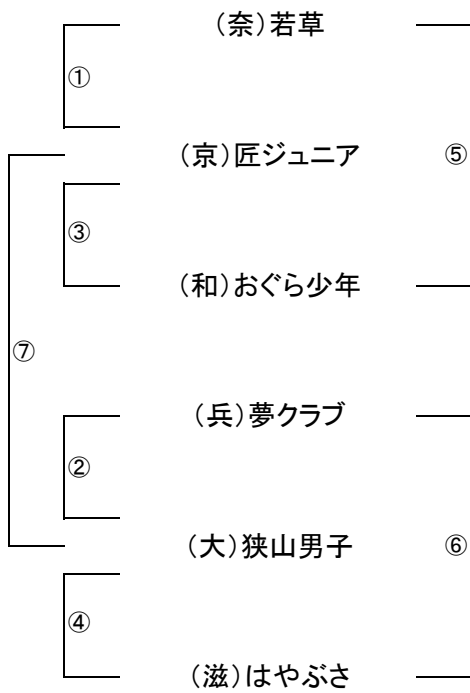 (奈)若草
①
(京)匠ジュニア ⑤
③
(和)おぐら少年
⑦
(兵)夢クラブ
②
(大)狭山男子 ⑥
④
(滋)はやぶさ